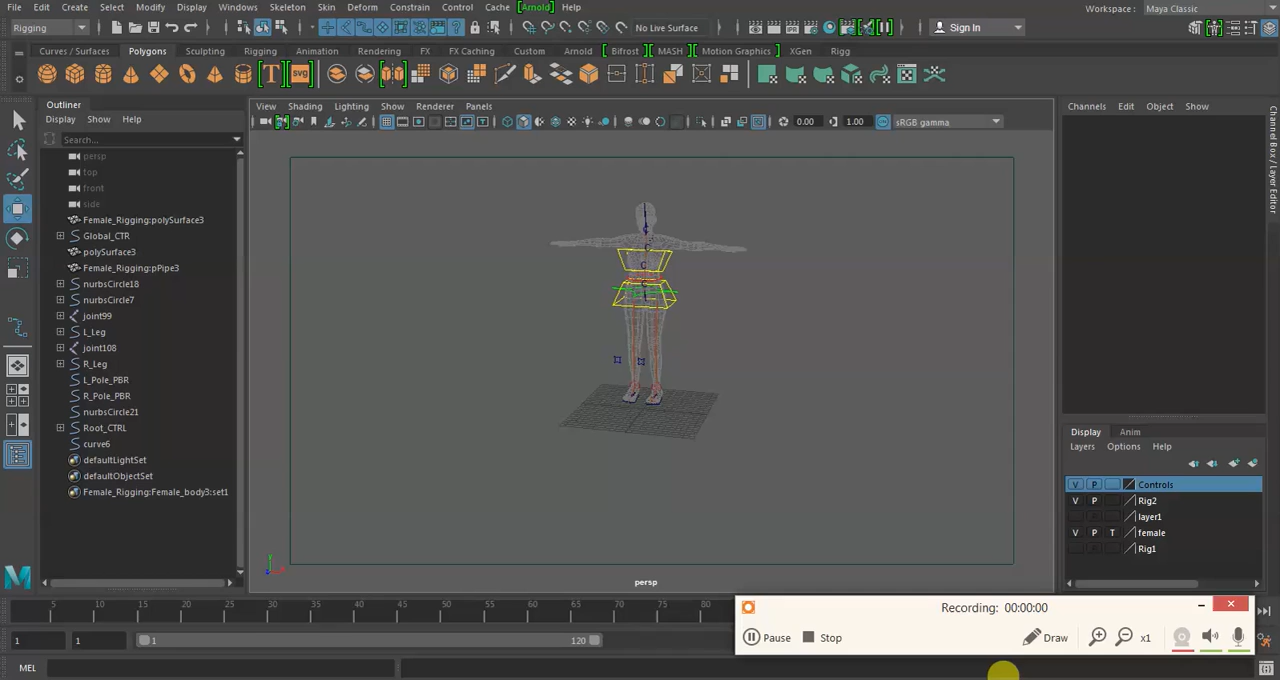 File Edit Create Select Modify Display Windows Skeleton Skin Deform Constrain Control Cache [Arnold] Help Workspace : Maya Classic
Rigging No Live Surface Sign In
Curves / Surfaces Polygons Sculpting Rigging Animation Rendering FX FX Caching Custom Arnold Bifrost MASH Motion Graphics XGen Rigg
T SVG
Outliner
Display Show Help
Search...
persp
top
front
side
Female_Rigging:polySurface3
Global_CTR
polySurface3
Female_Rigging:pPipe3
nurbsCircle18
nurbsCircle7
joint99
L_Leg
joint108
R_Leg
L_Pole_PBR
R_Pole_PBR
nurbsCircle21
Root_CTRL
curve6
defaultLightSet
defaultObjectSet
Female_Rigging:Female_body3:set1
View Shading Lighting Show Renderer Panels
0.00 1.00 sRGB gamma
persp
Channels Edit Object Show
Channel Box / Layer Editor
Display Anim
Layers Options Help
V P Controls
V P Rig2
layer1
V P T female
Rig1
5 10 15 20 25 30 35 40 45 50 55 60 65 70 75 80
1 1 1 120
MEL
Recording: 00:00:00
Pause Stop Draw x1